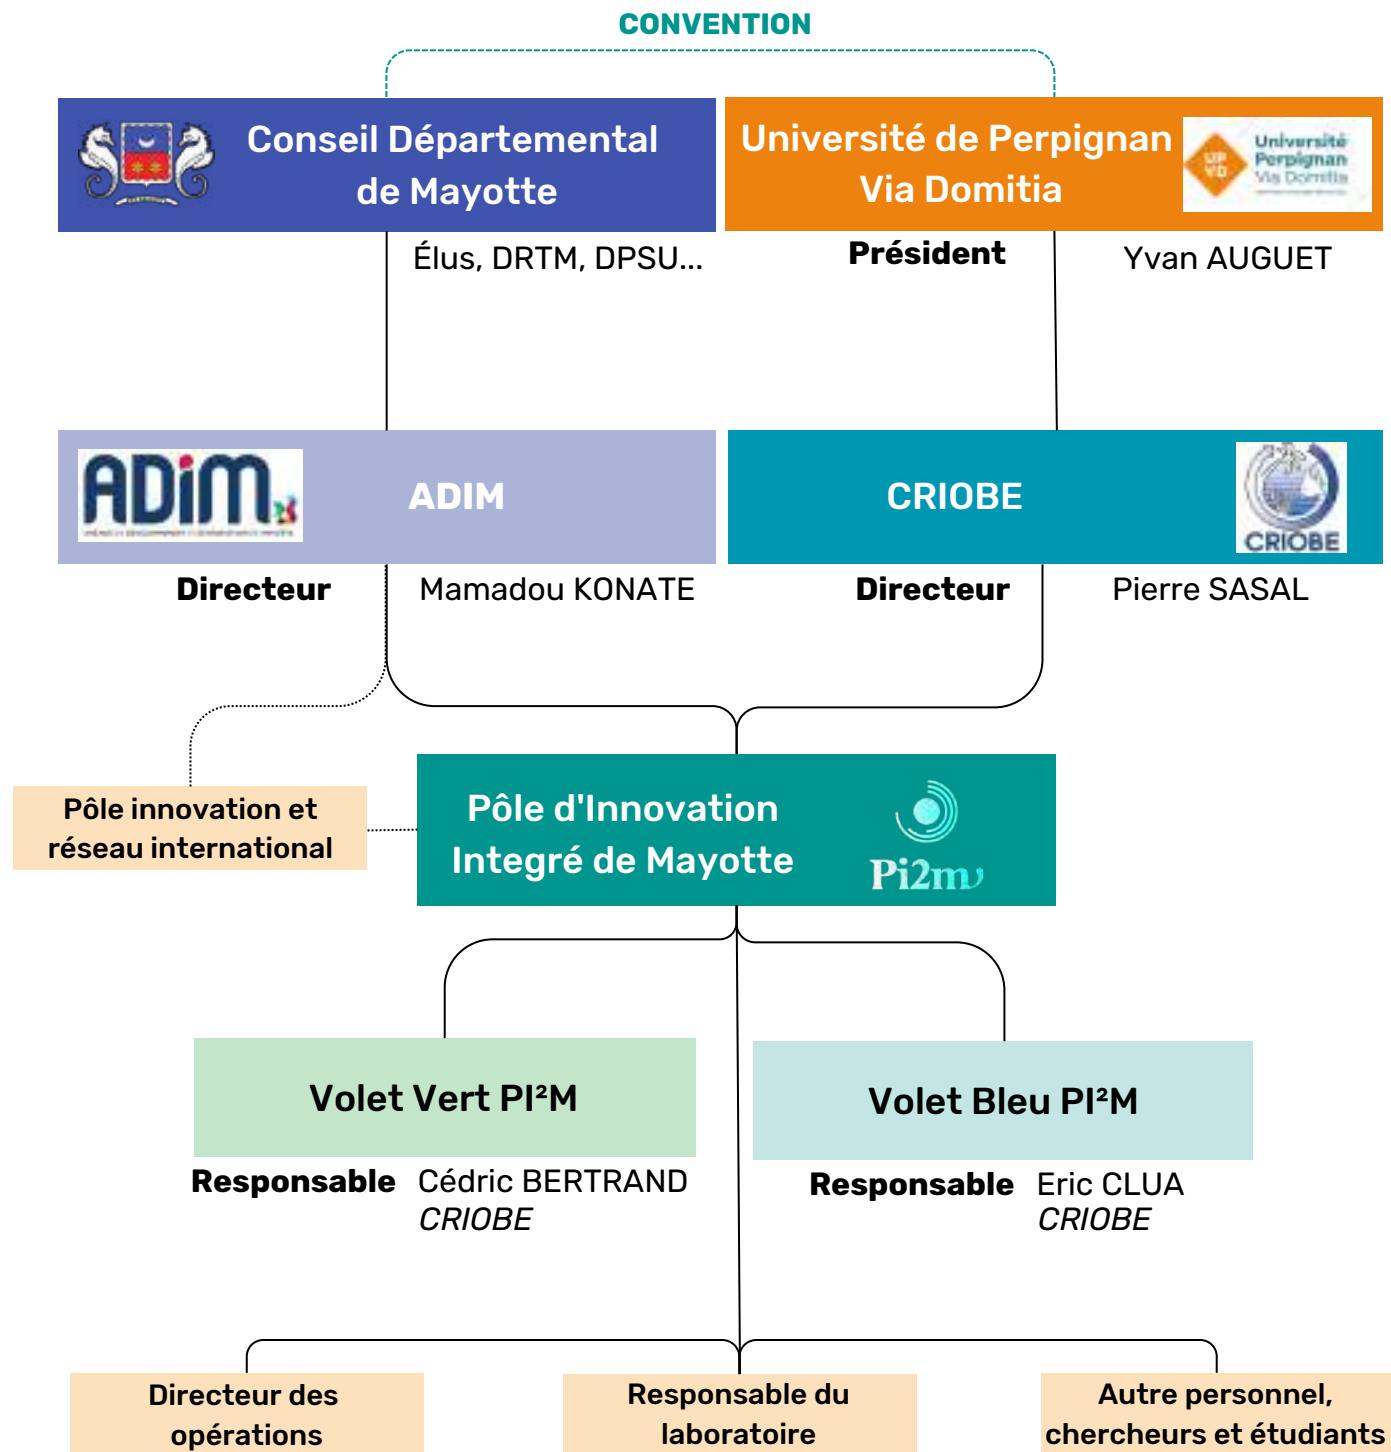 CONVENTION
Conseil Départemental
de Mayotte
Université de Perpignan
Via Domitia
UP
VD
Université
Perpignan
Via Domitia
Élus, DRTM, DPSU...
Président
Yvan AUGUET
ADiM
ADIM
CRIOBE
CRIOBE
Directeur
Mamadou KONATE
Directeur
Pierre SASAL
Pôle innovation et
réseau international
Pôle d'Innovation
Integré de Mayotte
Pi2m
Volet Vert PI²M
Volet Bleu PI²M
Responsable
Cédric BERTRAND
CRIOBE
Responsable
Eric CLUA
CRIOBE
Directeur des
opérations
Responsable du
laboratoire
Autre personnel,
chercheurs et étudiants